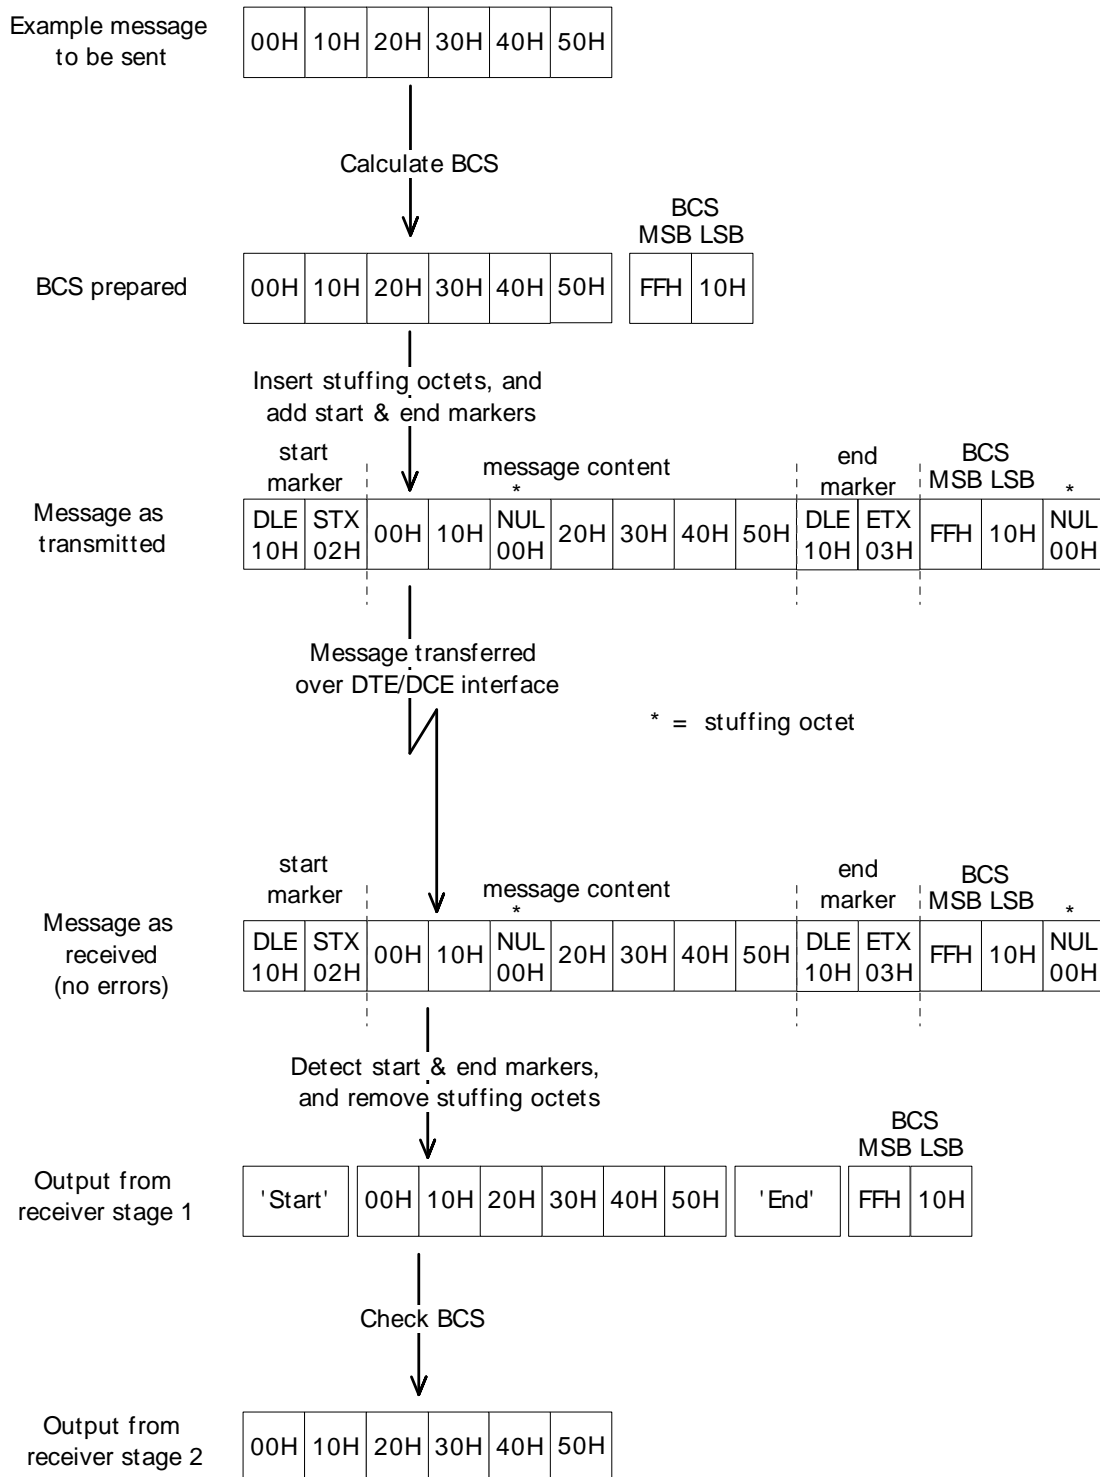 Example message
to be sent
00H 10H 20H 30H 40H 50H
Calculate BCS
BCS
MSB LSB
BCS prepared
00H 10H 20H 30H 40H 50H FFH 10H
Insert stuffing octets, and
add start & end markers
start
marker
message content
*
end
marker
BCS
MSB LSB
*
Message as
transmitted
DLE
10H
STX
02H
00H 10H
NUL
00H
20H 30H 40H 50H
DLE
10H
ETX
03H
FFH 10H
NUL
00H
Message transferred
over DTE/DCE interface
* = stuffing octet
start
marker
message content
*
end
marker
BCS
MSB LSB
*
Message as
received
(no errors)
DLE
10H
STX
02H
00H 10H
NUL
00H
20H 30H 40H 50H
DLE
10H
ETX
03H
FFH 10H
NUL
00H
Detect start & end markers,
and remove stuffing octets
BCS
MSB LSB
Output from
receiver stage 1
'Start' 00H 10H 20H 30H 40H 50H 'End' FFH 10H
Check BCS
Output from
receiver stage 2
00H 10H 20H 30H 40H 50H